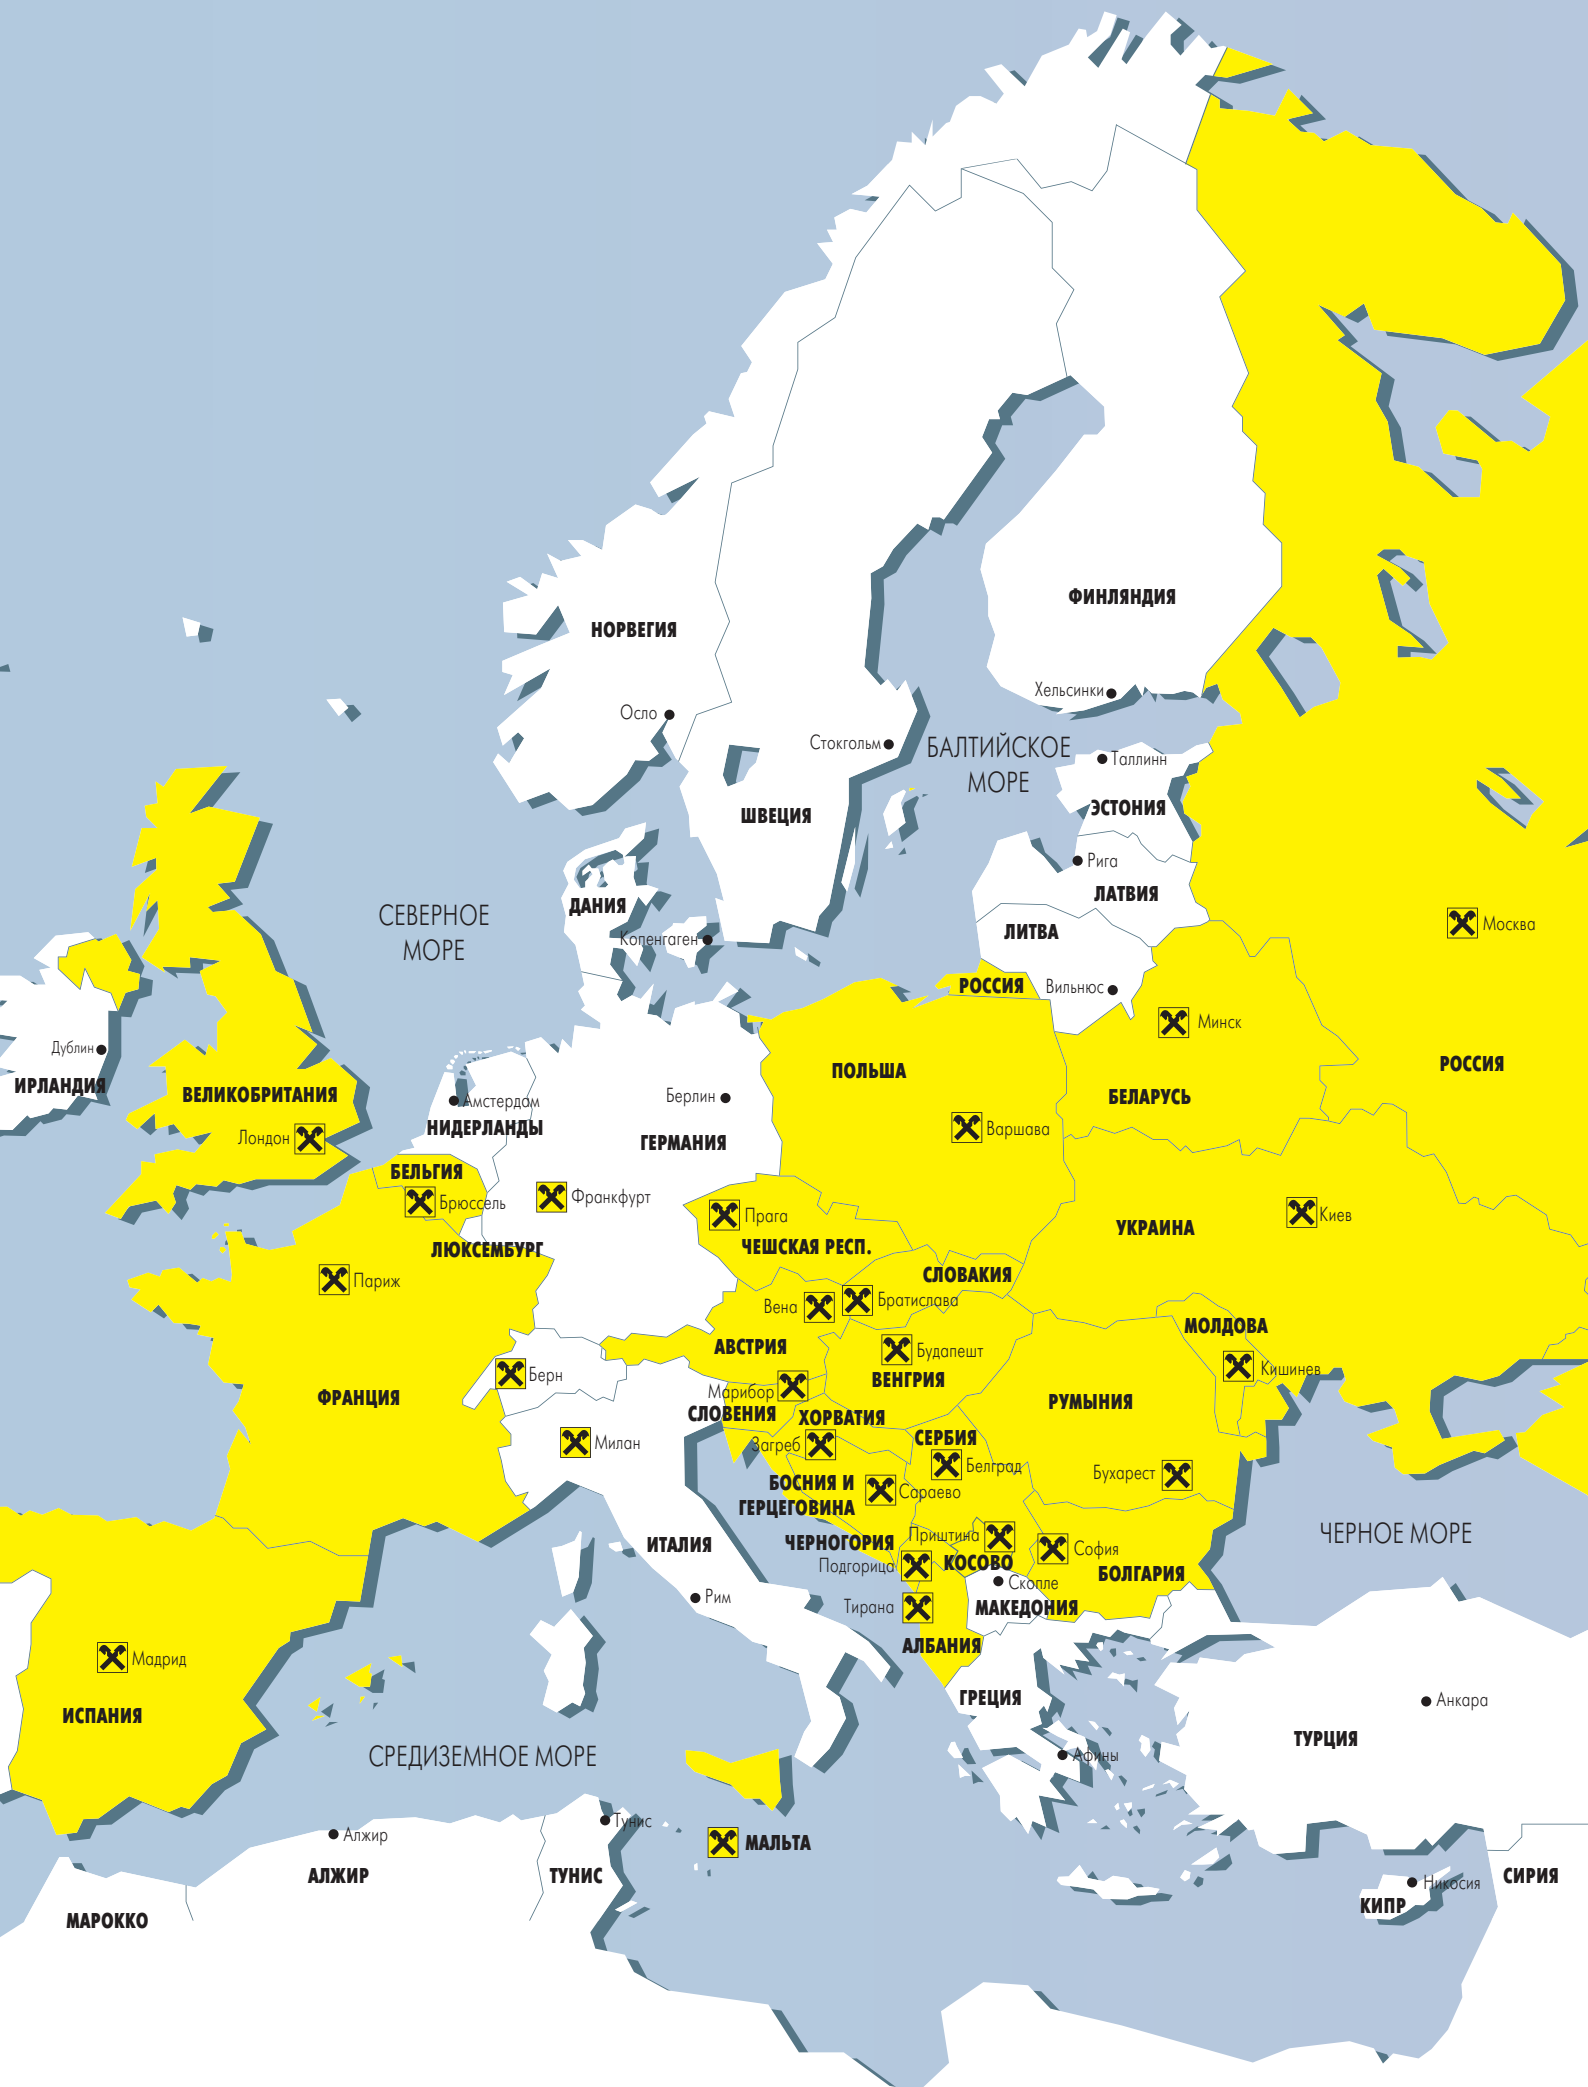 ФИНЛЯНДИЯ
НОРВЕГИЯ
Хельсинки
Осло
Стокгольм
БАЛТИЙСКОЕ
МОРЕ
Таллинн
ЭСТОНИЯ
ШВЕЦИЯ
Рига
ЛАТВИЯ
ДАНИЯ
СЕВЕРНОЕ
МОРЕ
Копенгаген
ЛИТВА
Москва
РОССИЯ
Вильнюс
Минск
Дублин
ИРЛАНДИЯ
ВЕЛИКОБРИТАНИЯ
Лондон
Амстердам
НИДЕРЛАНДЫ
Берлин
ГЕРМАНИЯ
ПОЛЬША
Варшава
БЕЛАРУСЬ
РОССИЯ
БЕЛЬГИЯ
Брюссель
Франкфурт
ЛЮКСЕМБУРГ
Прага
ЧЕШСКАЯ РЕСП.
УКРАИНА
Киев
Париж
СЛОВАКИЯ
Вена
Братислава
АВСТРИЯ
Будапешт
ВЕНГРИЯ
МОЛДОВА
Кишинев
Берн
ФРАНЦИЯ
Марибор
СЛОВЕНИЯ
ХОРВАТИЯ
РУМЫНИЯ
Милан
Загреб
СЕРБИЯ
Белград
Бухарест
БОСНИЯ И
ГЕРЦЕГОВИНА
Сараево
ИТАЛИЯ
ЧЕРНОГОРИЯ
Приштина
Подгорица
КОСОВО
София
БОЛГАРИЯ
ЧЕРНОЕ МОРЕ
Рим
Скопле
Тирана
МАКЕДОНИЯ
АЛБАНИЯ
Мадрид
ИСПАНИЯ
ГРЕЦИЯ
Анкара
ТУРЦИЯ
СРЕДИЗЕМНОЕ МОРЕ
Афины
Тунис
Алжир
МАЛЬТА
АЛЖИР
ТУНИС
МАРОККО
Никосия
КИПР
СИРИЯ